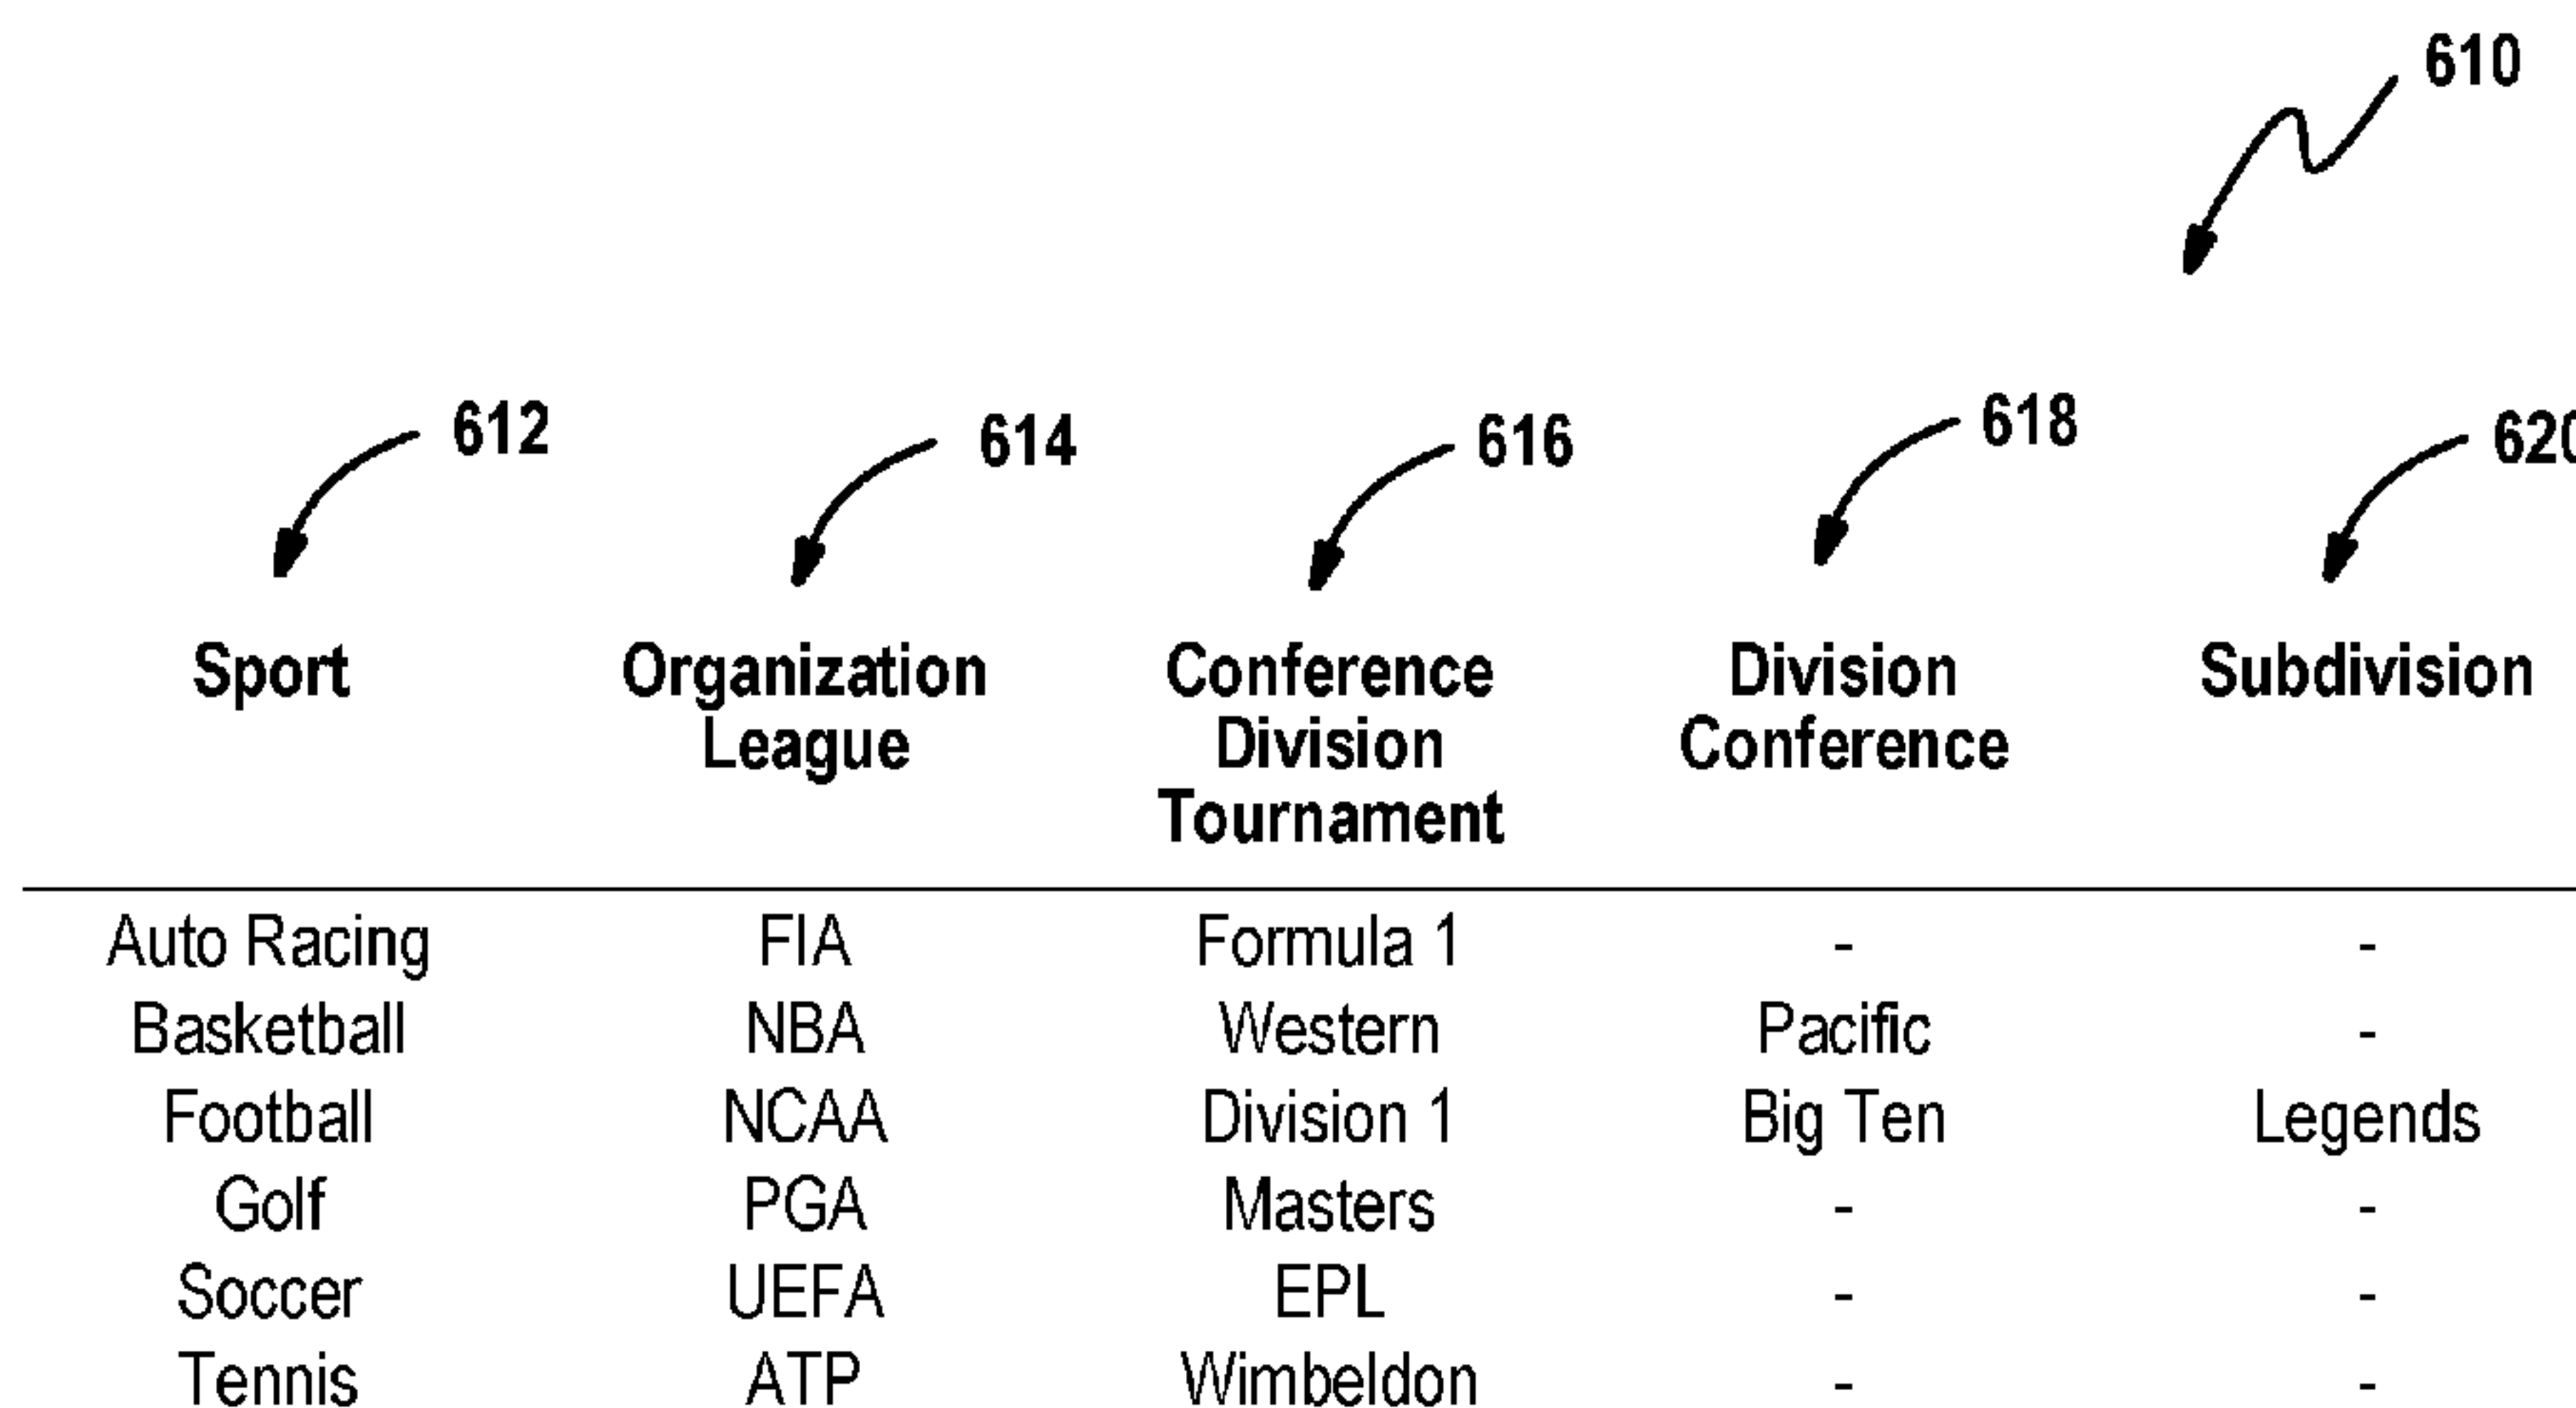 610
612 614 616 618 620
Sport Organization Conference Division Subdivision
League Division Conference
Tournament
Auto Racing FIA Formula 1 - -
Basketball NBA Western Pacific -
Football NCAA Division 1 Big Ten Legends
Golf PGA Masters - -
Soccer UEFA EPL - -
Tennis ATP Wimbeldon - -